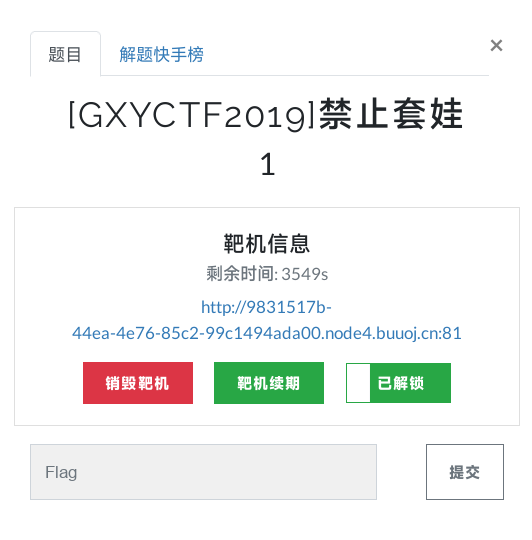 题目 解题快手榜 ×
[GXYCTF2019]禁止套娃
1
靶机信息
剩余时间: 3549s
http://9831517b-
44ea-4e76-85c2-99c1494ada00.node4.buuoj.cn:81
销毁靶机 靶机续期 已解锁
Flag 提交